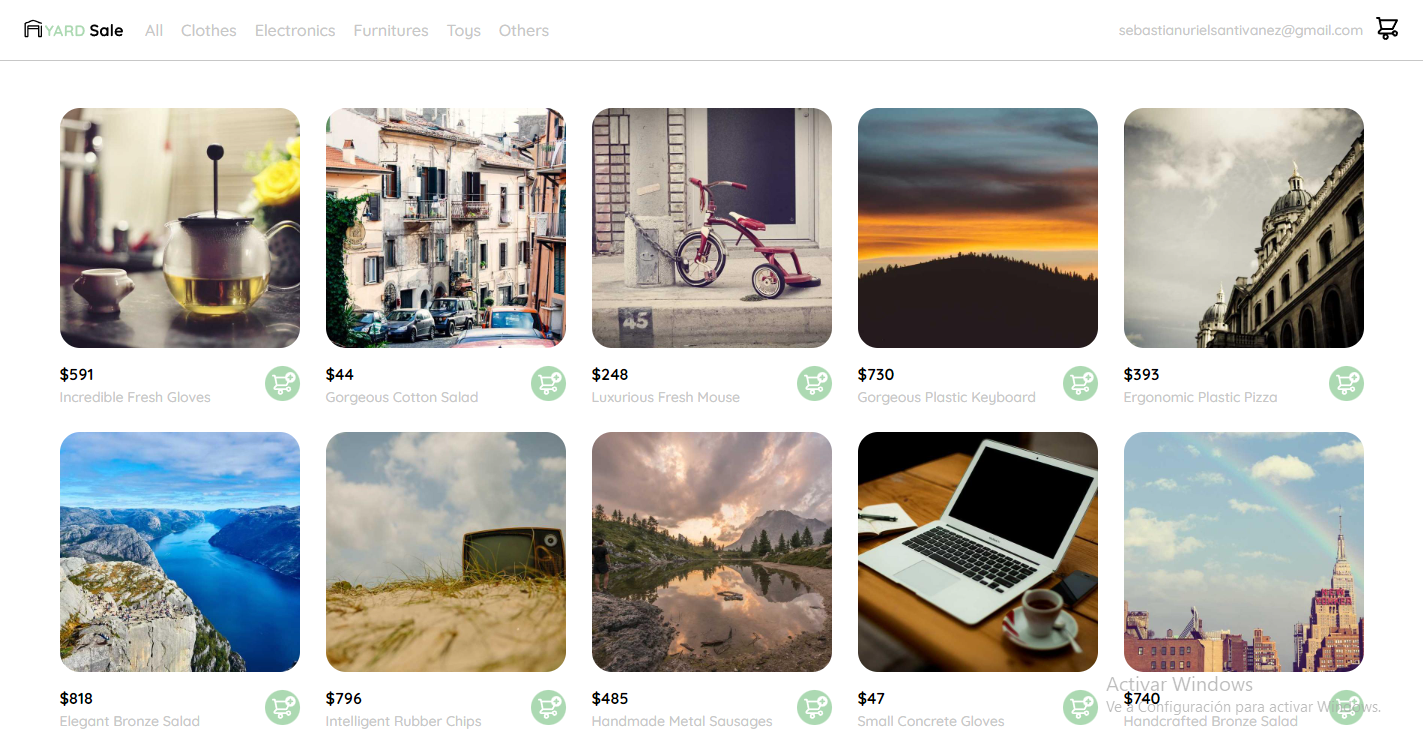 YARD Sale All Clothes Electronics Furnitures Toys Others sebastianurielsantivanez@gmail.com
45
$591 $44 $248 $730 $393
Incredible Fresh Gloves Gorgeous Cotton Salad Luxurious Fresh Mouse Gorgeous Plastic Keyboard Ergonomic Plastic Pizza
$818 $796 $485 $47 $740
Elegant Bronze Salad Intelligent Rubber Chips Handmade Metal Sausages Small Concrete Gloves Handcrafted Bronze Salad
Activar Windows
Ve a Configuración para activar Windows.